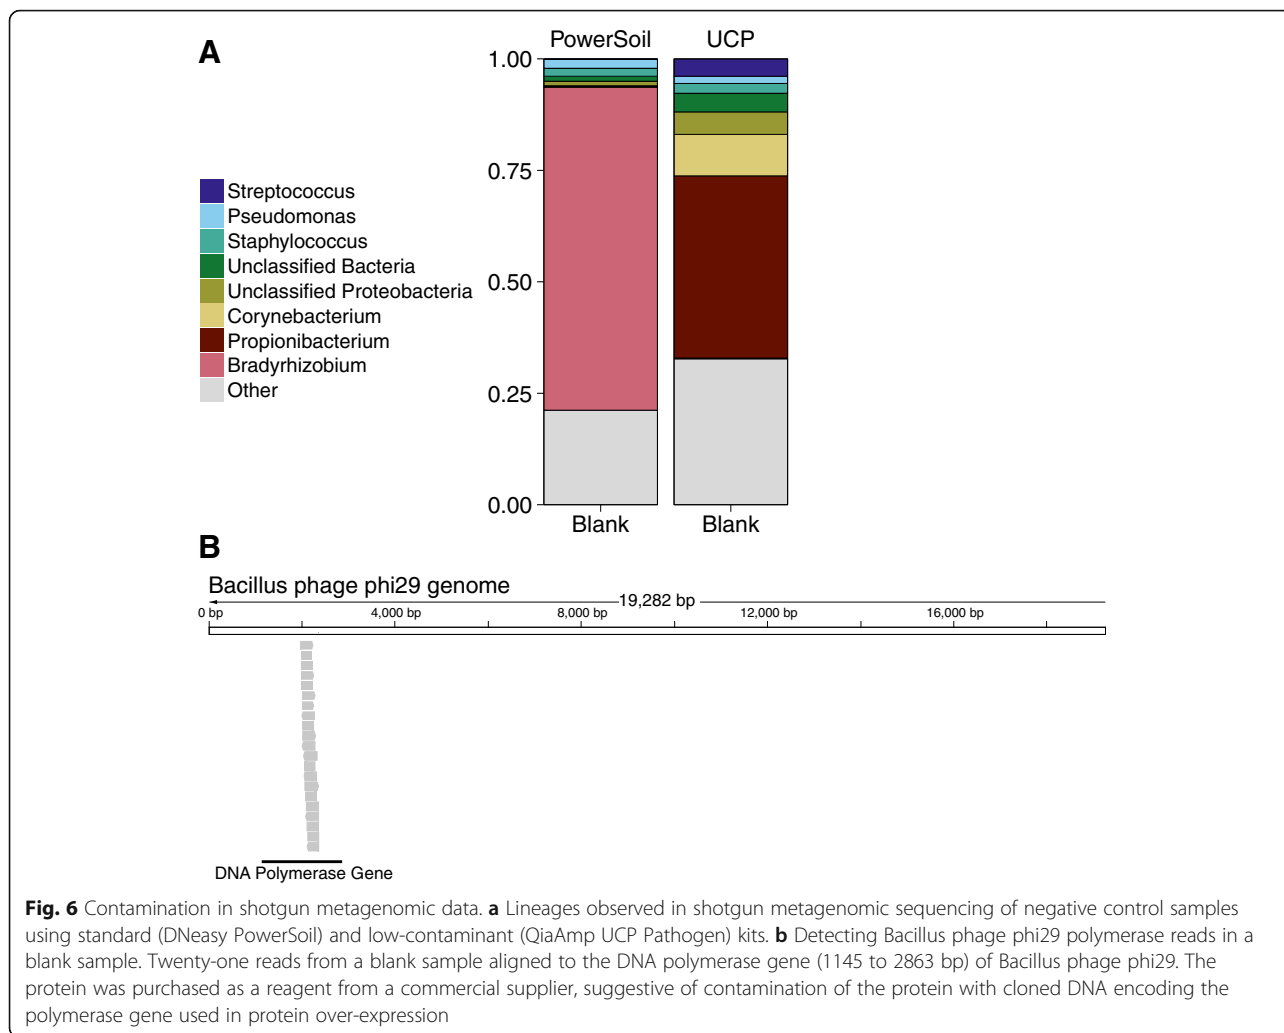 A
PowerSoil
UCP
1.00
0.75
0.50
0.25
0.00
Streptococcus
Pseudomonas
Staphylococcus
Unclassified Bacteria
Unclassified Proteobacteria
Corynebacterium
Propionibacterium
Bradyrhizobium
Other
Blank
Blank
B
Bacillus phage phi29 genome
19,282 bp
0 bp
4,000 bp
8,000 bp
12,000 bp
16,000 bp
DNA Polymerase Gene
Fig. 6 Contamination in shotgun metagenomic data. a Lineages observed in shotgun metagenomic sequencing of negative control samples
using standard (DNeasy PowerSoil) and low-contaminant (QiaAmp UCP Pathogen) kits. b Detecting Bacillus phage phi29 polymerase reads in a
blank sample. Twenty-one reads from a blank sample aligned to the DNA polymerase gene (1145 to 2863 bp) of Bacillus phage phi29. The
protein was purchased as a reagent from a commercial supplier, suggestive of contamination of the protein with cloned DNA encoding the
polymerase gene used in protein over-expression